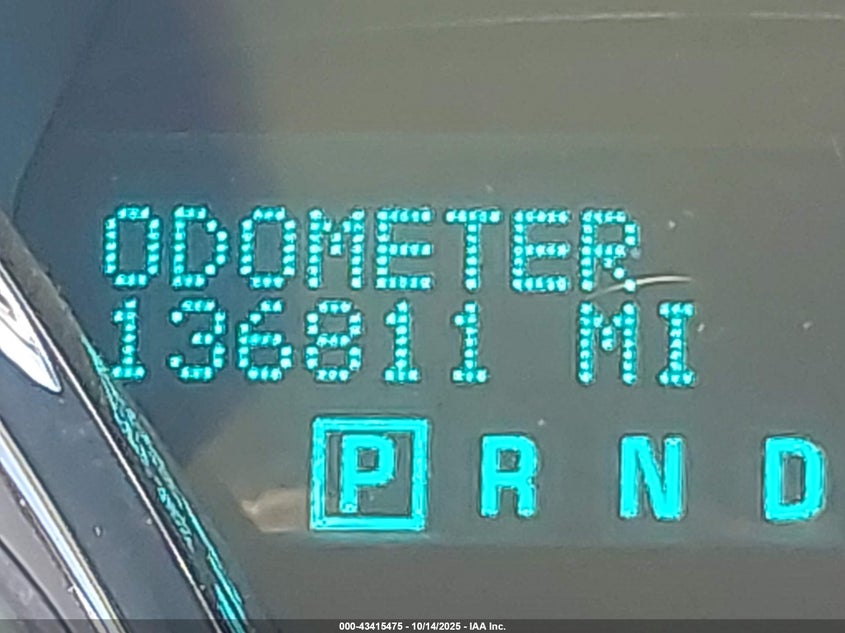 ODOMETER
136811 MI
P R N D
000-43415475 - 10/14/2025 - IAA Inc.